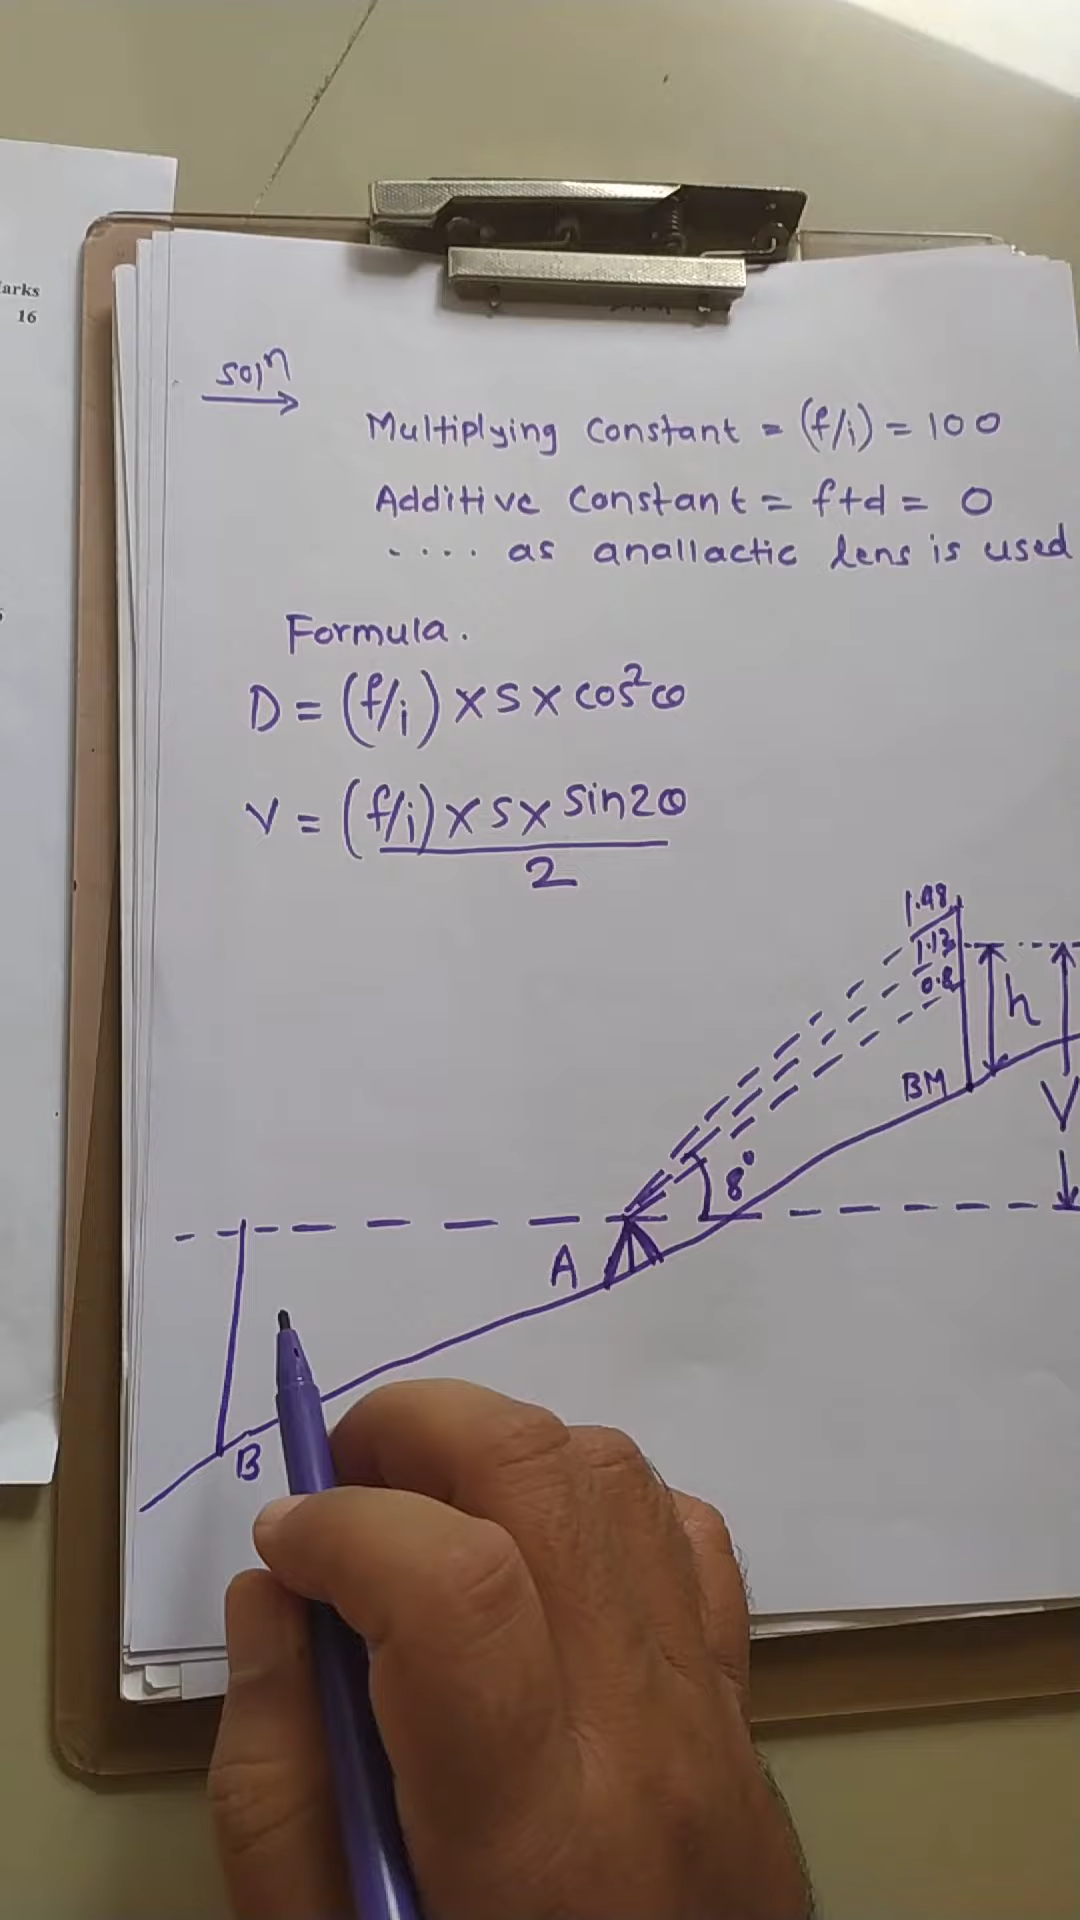 arks
16
Soln
Multiplying Constant = (f/i) = 100
Additive Constant = f+d = 0
.... as anallactic lens is used
Formula.
D = (f/i) × S × cos²θ
V = (f/i) × S × Sin2θ
2
1.48
1.13
0.8
h
BM
V
8°
A
B